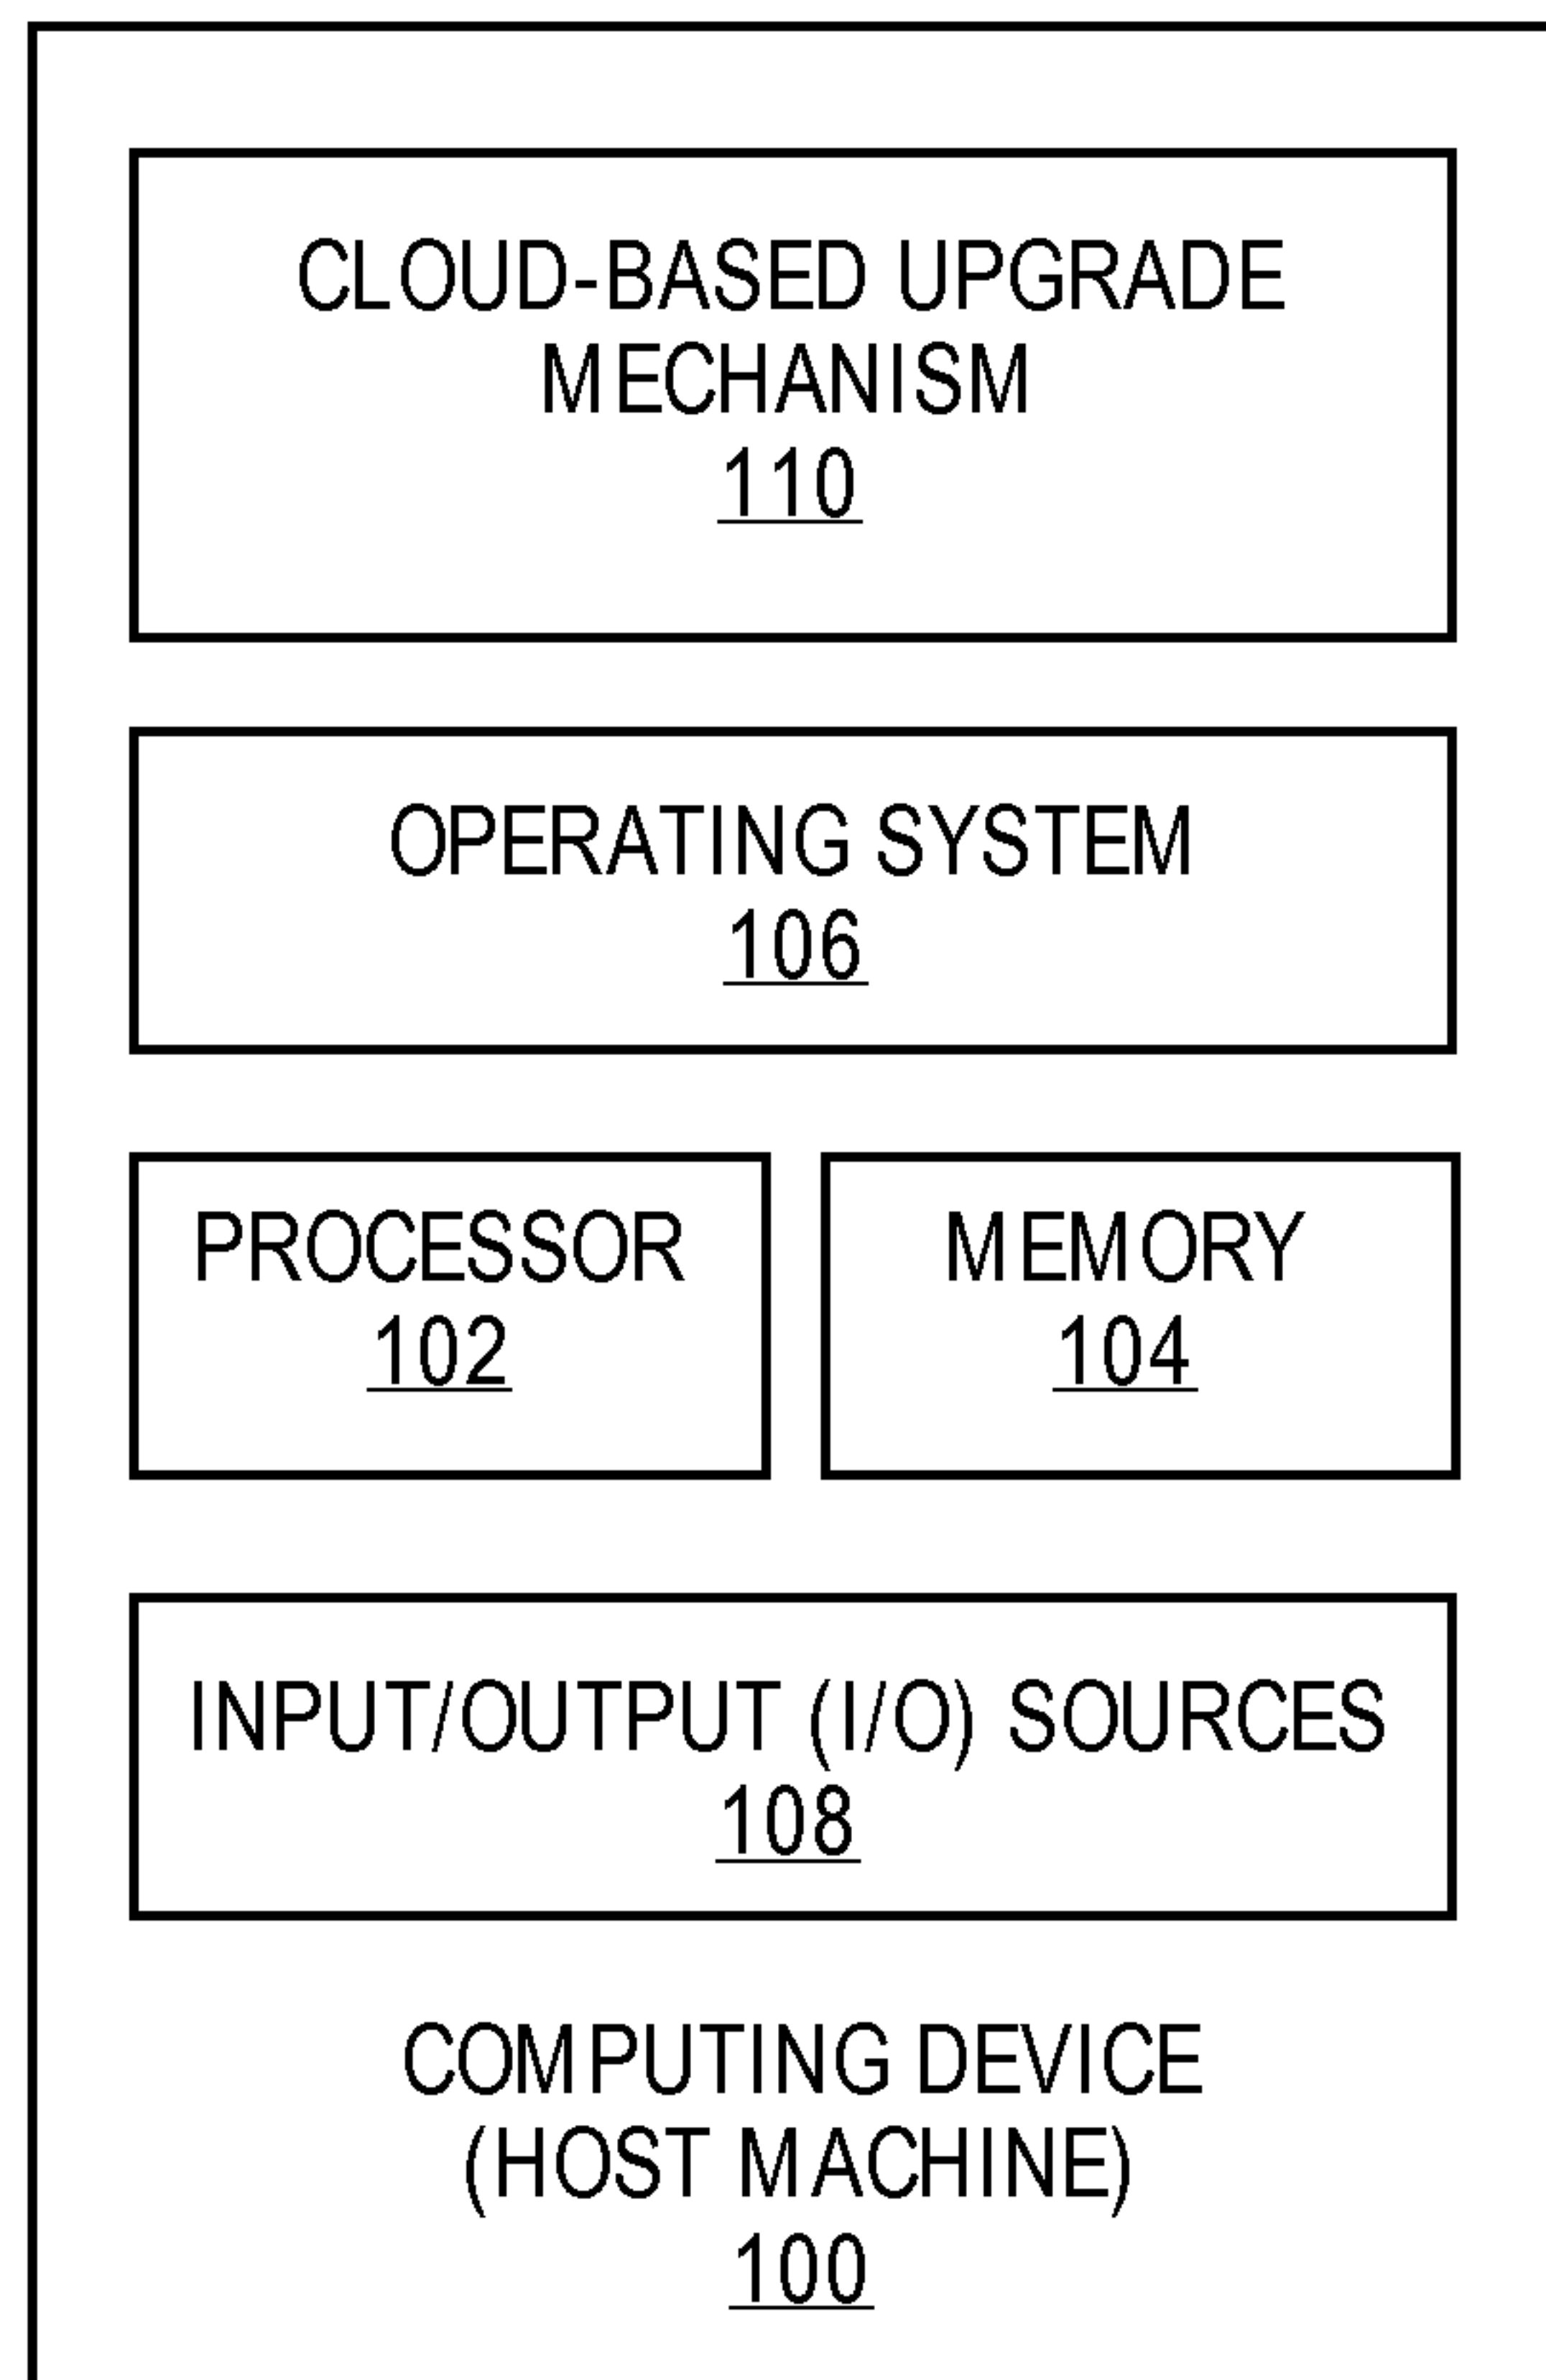 CLOUD-BASED UPGRADE
MECHANISM
110
OPERATING SYSTEM
106
PROCESSOR
102
MEMORY
104
INPUT/OUTPUT (I/O) SOURCES
108
COMPUTING DEVICE
(HOST MACHINE)
100